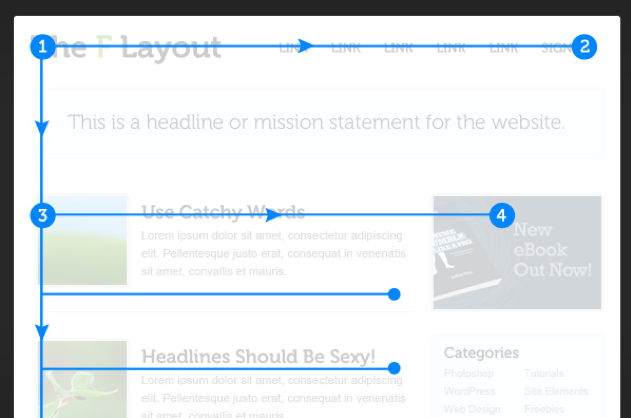 1
The F Layout
LINK LINK LINK LINK LINK SIGN
2
This is a headline or mission statement for the website.
3
Use Catchy Words
Lorem ipsum dolor sit amet, consectetur adipiscing
elit. Pellentesque justo erat, consequat in venenatis
sit amet, convallis et mauris.
4
New
eBook
Out Now!
Headlines Should Be Sexy!
Lorem ipsum dolor sit amet, consectetur adipiscing
elit. Pellentesque justo erat, consequat in venenatis
sit amet, convallis et mauris.
Categories
Photoshop Tutorials
WordPress Site Elements
Web Design Freebies